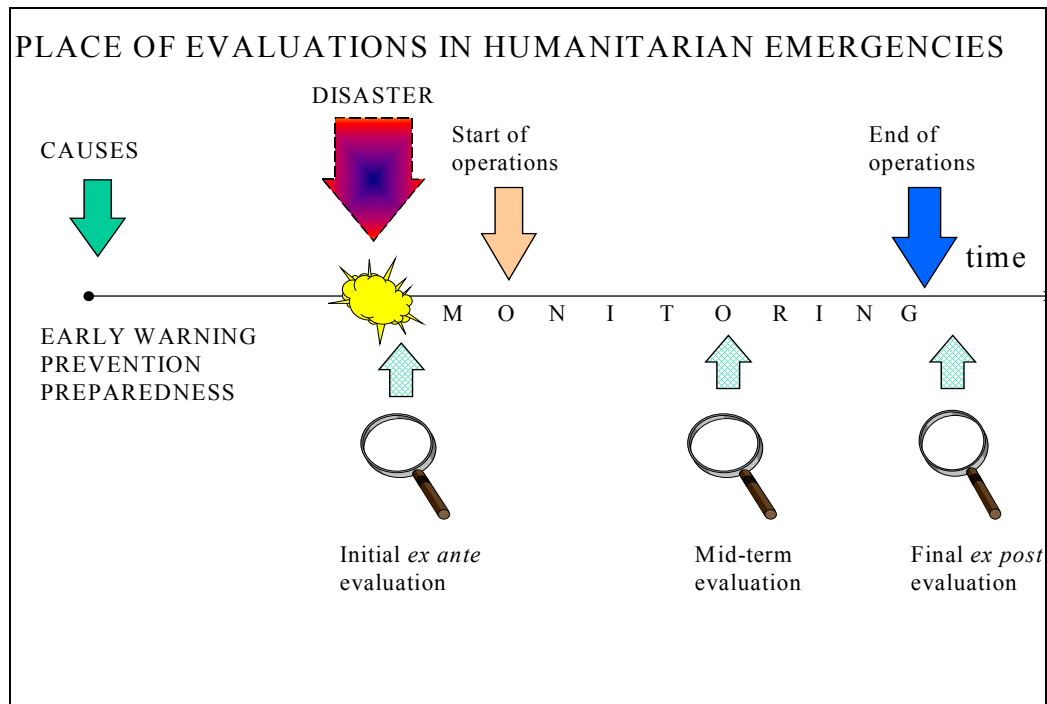 PLACE OF EVALUATIONS IN HUMANITARIAN EMERGENCIES
DISASTER
CAUSES
Start of
operations
End of
operations
time
M O N I T O R I N G
EARLY WARNING
PREVENTION
PREPAREDNESS
Initial ex ante
evaluation
Mid-term
evaluation
Final ex post
evaluation